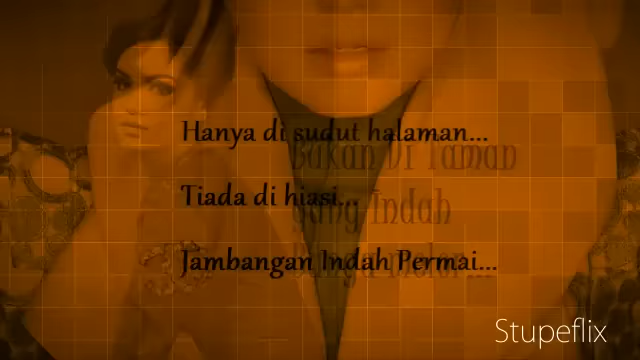 Hanya di sudut halaman...
Bukan Di Taman
Tiada di hiasi...
Yang Indah
Jambangan Indah Permai...
Stupeflix